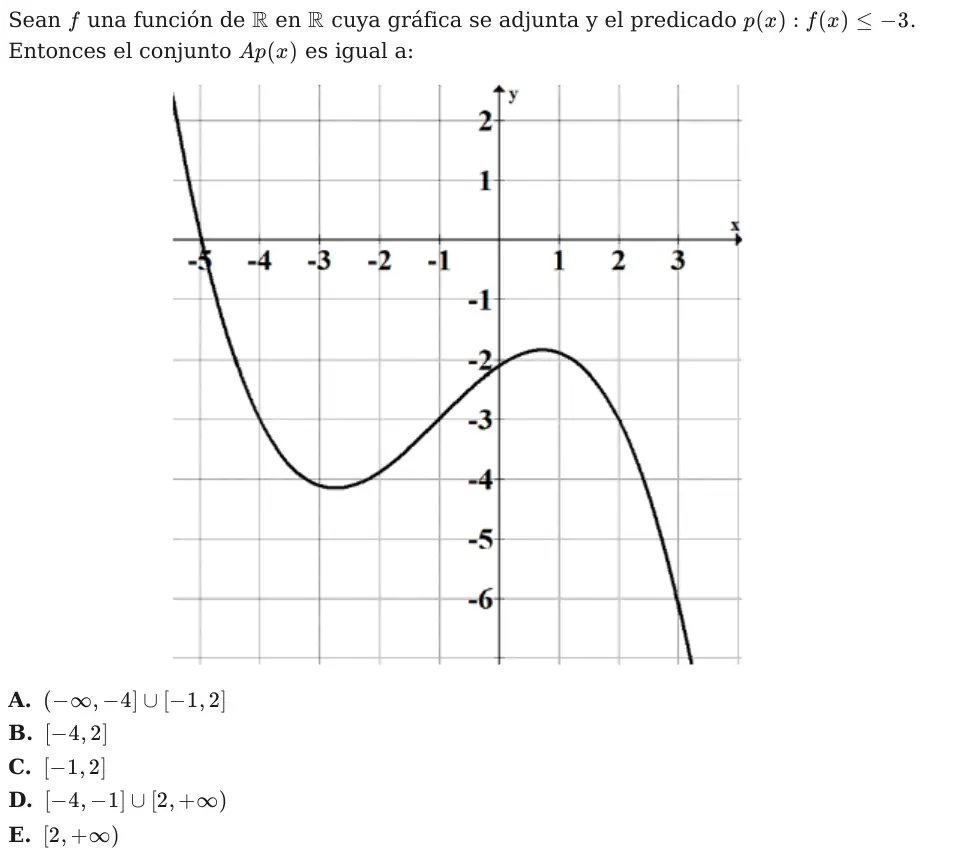 Sean f una función de ℝ en ℝ cuya gráfica se adjunta y el predicado p(x) : f(x) ≤ −3.
Entonces el conjunto Ap(x) es igual a:
y
2
1
x
-5 -4 -3 -2 -1 1 2 3
-1
-2
-3
-4
-5
-6
A. (−∞, −4] ∪ [−1, 2]
B. [−4, 2]
C. [−1, 2]
D. [−4, −1] ∪ [2, +∞)
E. [2, +∞)